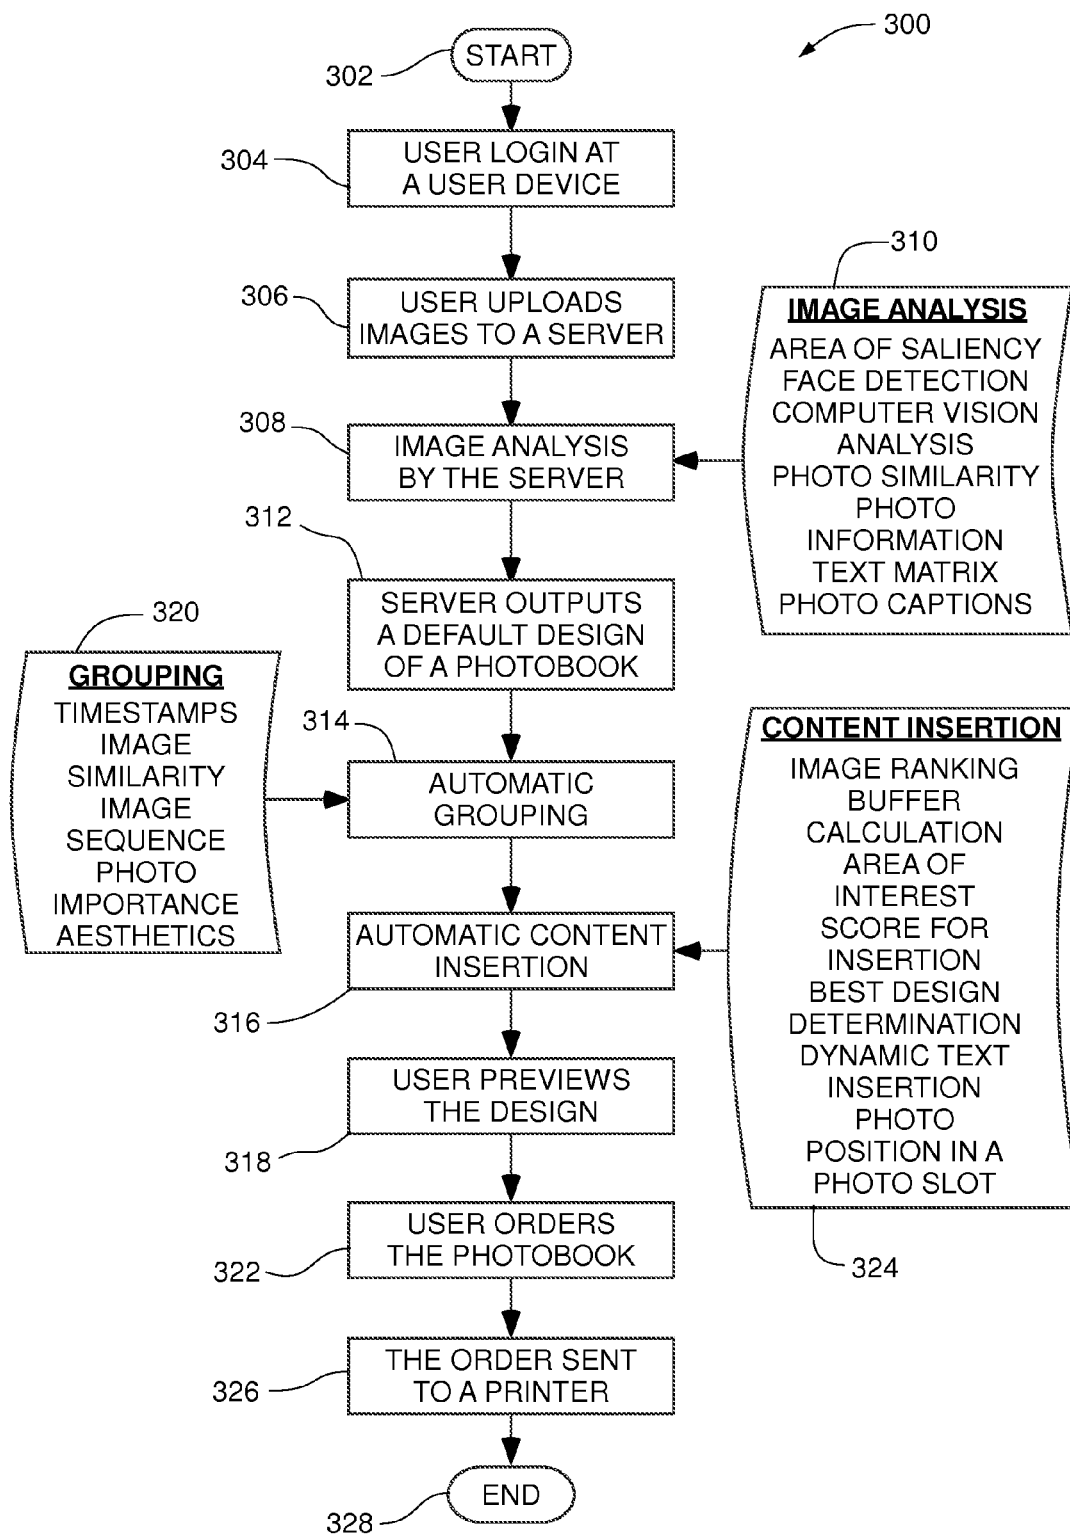 300
START
302
USER LOGIN AT
A USER DEVICE
304
USER UPLOADS
IMAGES TO A SERVER
306
310
IMAGE ANALYSIS
AREA OF SALIENCY
FACE DETECTION
COMPUTER VISION
ANALYSIS
PHOTO SIMILARITY
PHOTO
INFORMATION
TEXT MATRIX
PHOTO CAPTIONS
308
IMAGE ANALYSIS
BY THE SERVER
312
SERVER OUTPUTS
A DEFAULT DESIGN
OF A PHOTOBOOK
320
GROUPING
TIMESTAMPS
IMAGE
SIMILARITY
IMAGE
SEQUENCE
PHOTO
IMPORTANCE
AESTHETICS
314
AUTOMATIC
GROUPING
CONTENT INSERTION
IMAGE RANKING
BUFFER
CALCULATION
AREA OF
INTEREST
SCORE FOR
INSERTION
BEST DESIGN
DETERMINATION
DYNAMIC TEXT
INSERTION
PHOTO
POSITION IN A
PHOTO SLOT
324
AUTOMATIC CONTENT
INSERTION
316
USER PREVIEWS
THE DESIGN
318
USER ORDERS
THE PHOTOBOOK
322
THE ORDER SENT
TO A PRINTER
326
END
328